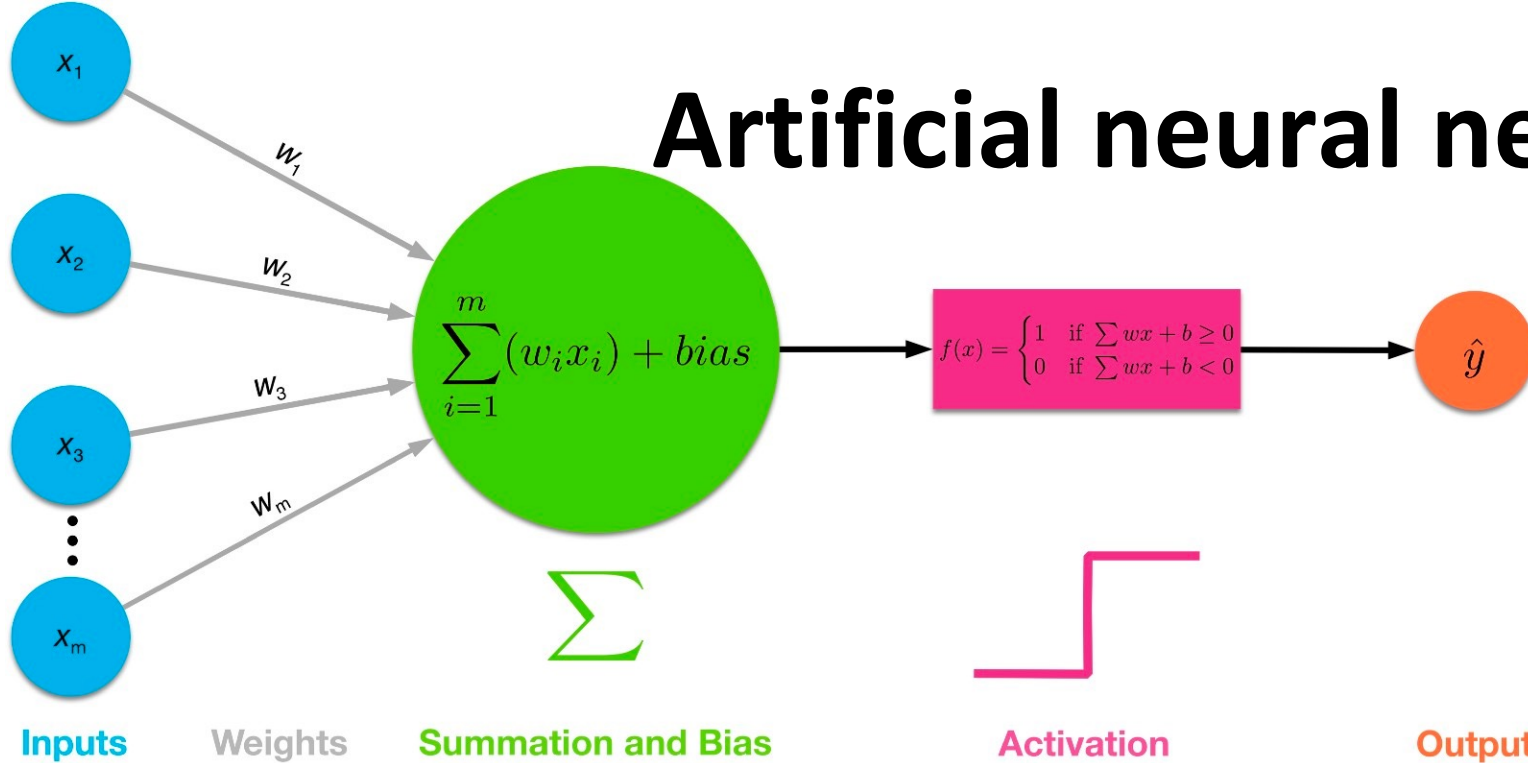 Artificial neural ne
x₁
w₁
x₂
w₂
x₃
w₃
xₘ
wₘ
m
∑(wᵢxᵢ) + bias
i=1
f(x) = {1 if ∑ wx + b ≥ 0
0 if ∑ wx + b < 0
ŷ
∑
Inputs Weights Summation and Bias Activation Output